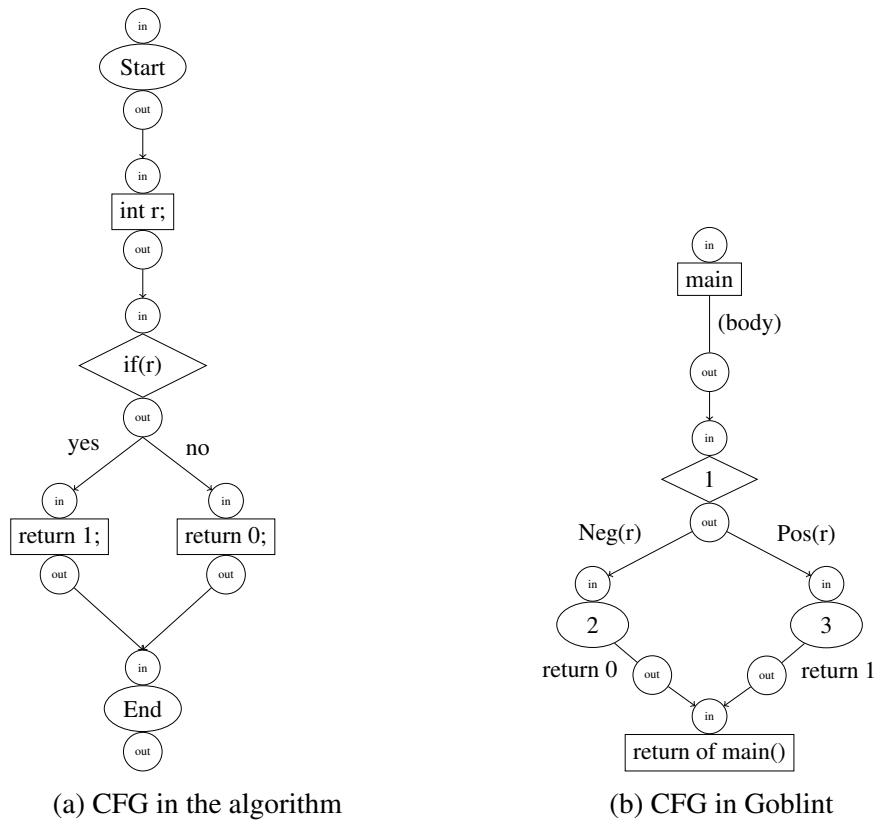 in
Start
out
in
int r;
out
in
if(r)
out
yes
no
in
in
return 1;
return 0;
out
out
in
End
out
(a) CFG in the algorithm
in
main
(body)
out
in
1
out
Neg(r)
Pos(r)
in
in
2
3
return 0
out
out
return 1
in
return of main()
(b) CFG in Goblint